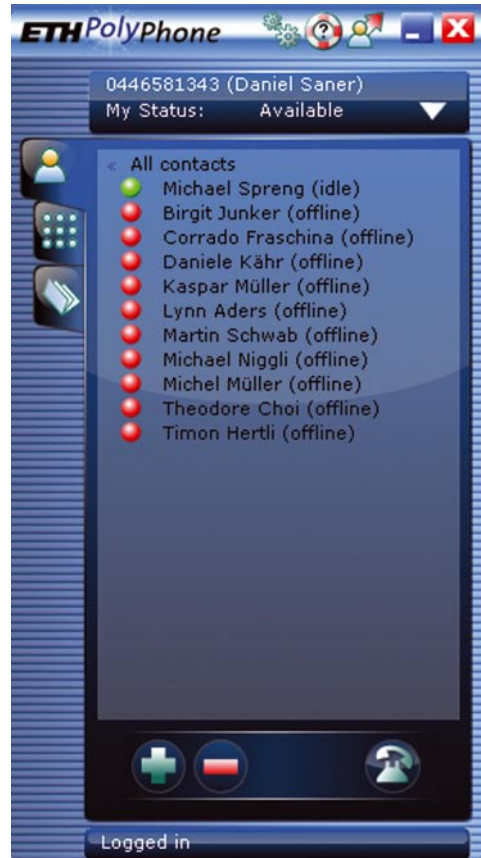 ETH PolyPhone
0446581343 (Daniel Saner)
My Status: Available
« All contacts
Michael Spreng (idle)
Birgit Junker (offline)
Corrado Fraschina (offline)
Daniele Kähr (offline)
Kaspar Müller (offline)
Lynn Aders (offline)
Martin Schwab (offline)
Michael Niggli (offline)
Michel Müller (offline)
Theodore Choi (offline)
Timon Hertli (offline)
Logged in